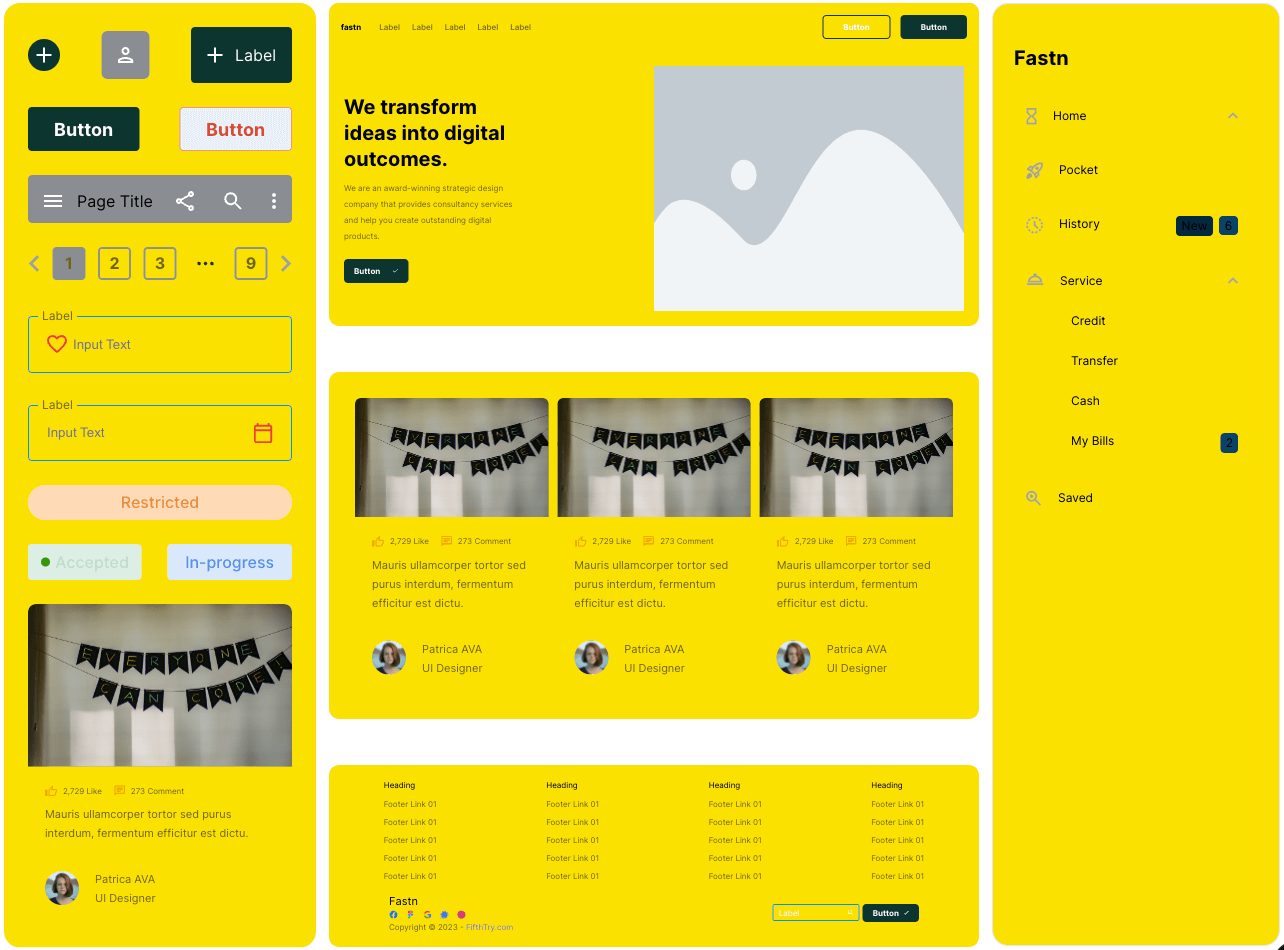 Label
Button
Button
Page Title
1 2 3 ••• 9
Label
Input Text
Label
Input Text
Restricted
Accepted
In-progress
EVERYONE
CAN CODE!
2,729 Like 273 Comment
Mauris ullamcorper tortor sed purus
interdum, fermentum efficitur est dictu.
Patrica AVA
UI Designer
fastn Label Label Label Label Label
Button
Button
We transform
ideas into digital
outcomes.
We are an award-winning strategic design
company that provides consultancy services
and help you create outstanding digital
products.
Button
EVERYONE
CAN CODE!
2,729 Like 273 Comment
Mauris ullamcorper tortor sed
purus interdum, fermentum
efficitur est dictu.
Patrica AVA
UI Designer
EVERYONE
CAN CODE!
2,729 Like 273 Comment
Mauris ullamcorper tortor sed
purus interdum, fermentum
efficitur est dictu.
Patrica AVA
UI Designer
EVERYONE
CAN CODE!
2,729 Like 273 Comment
Mauris ullamcorper tortor sed
purus interdum, fermentum
efficitur est dictu.
Patrica AVA
UI Designer
Heading
Footer Link 01
Footer Link 01
Footer Link 01
Footer Link 01
Footer Link 01
Heading
Footer Link 01
Footer Link 01
Footer Link 01
Footer Link 01
Footer Link 01
Heading
Footer Link 01
Footer Link 01
Footer Link 01
Footer Link 01
Footer Link 01
Heading
Footer Link 01
Footer Link 01
Footer Link 01
Footer Link 01
Footer Link 01
Fastn
Copyright © 2023 - FifthTry.com
Label
Button
Fastn
Home
Pocket
History New 6
Service
Credit
Transfer
Cash
My Bills 2
Saved